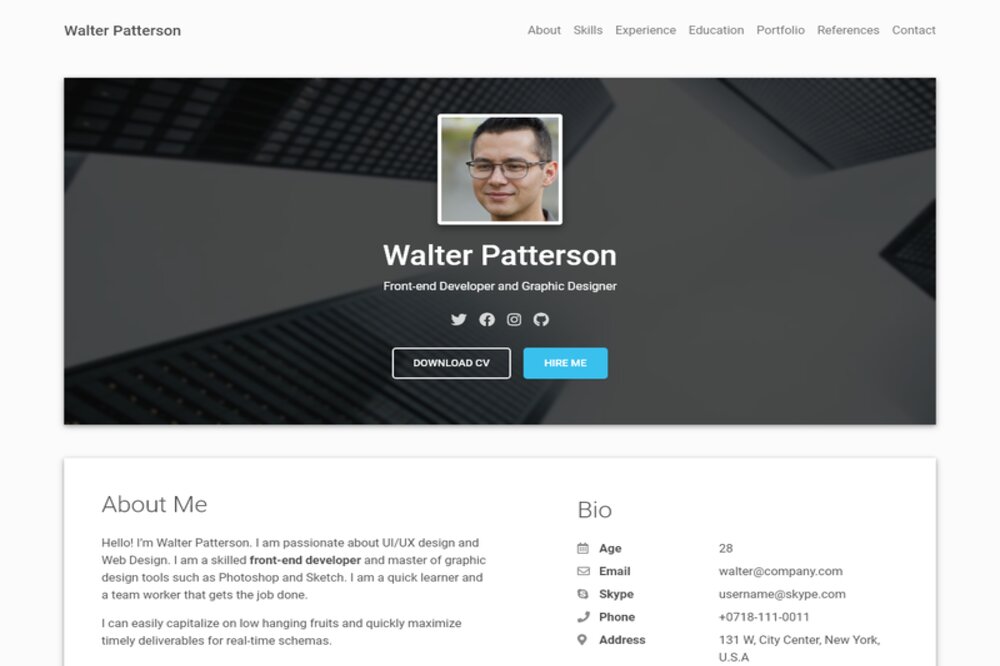 Walter Patterson
About Skills Experience Education Portfolio References Contact
Walter Patterson
Front-end Developer and Graphic Designer
DOWNLOAD CV HIRE ME
About Me
Hello! I'm Walter Patterson. I am passionate about UI/UX design and
Web Design. I am a skilled front-end developer and master of graphic
design tools such as Photoshop and Sketch. I am a quick learner and
a team worker that gets the job done.
I can easily capitalize on low hanging fruits and quickly maximize
timely deliverables for real-time schemas.
Bio
Age 28
Email walter@company.com
Skype username@skype.com
Phone +0718-111-0011
Address 131 W, City Center, New York,
U.S.A